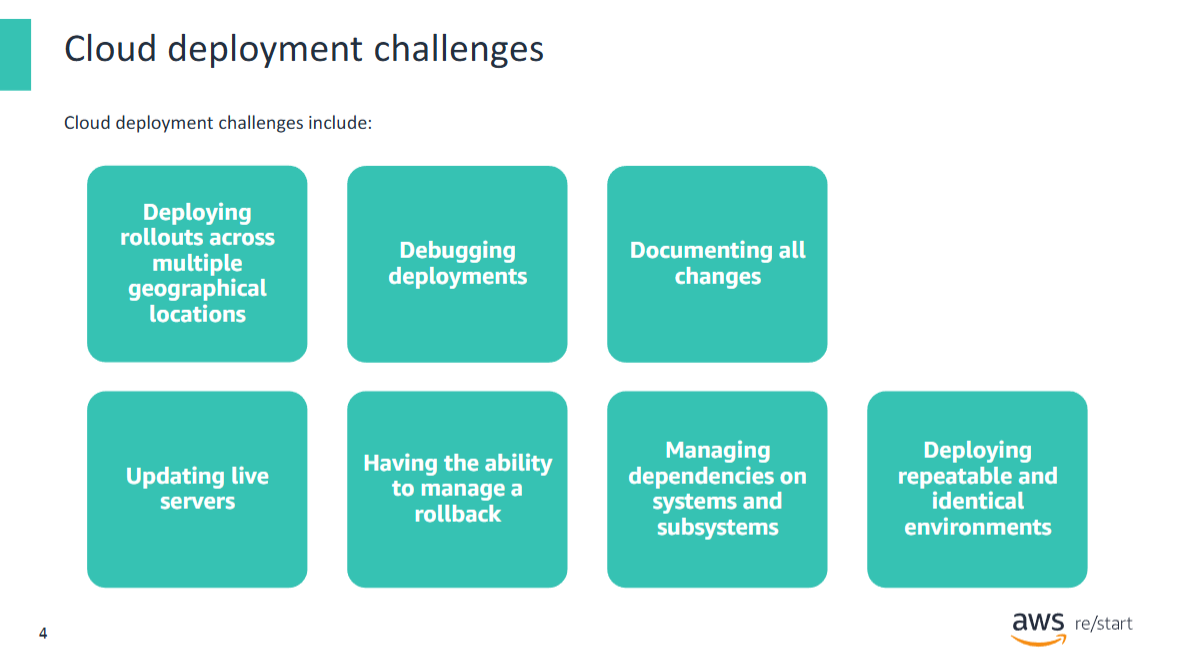 Cloud deployment challenges
Cloud deployment challenges include:
Deploying
rollouts across
multiple
geographical
locations
Debugging
deployments
Documenting all
changes
Updating live
servers
Having the ability
to manage a
rollback
Managing
dependencies on
systems and
subsystems
Deploying
repeatable and
identical
environments
4
aws re/start